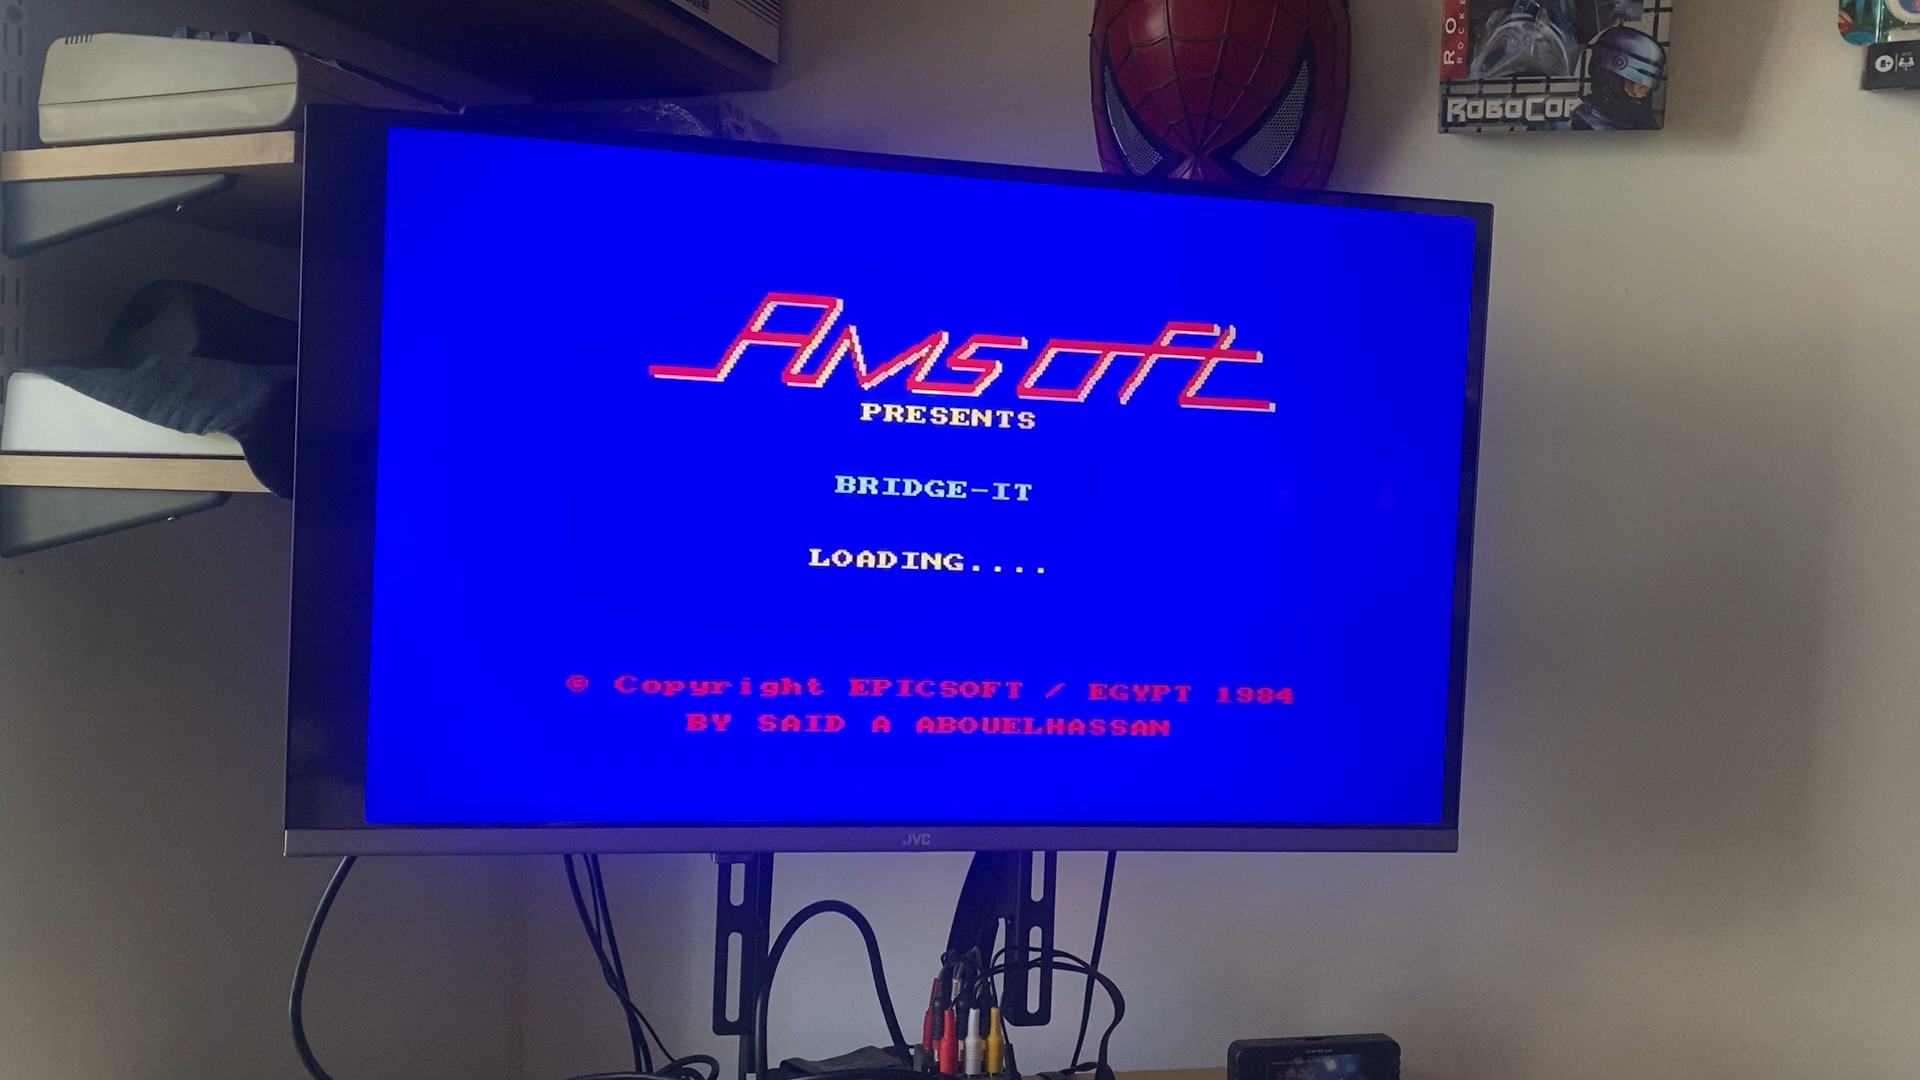 ROBOCOP
Amsoft
PRESENTS
BRIDGE-IT
LOADING....
© Copyright EPICSOFT / EGYPT 1984
BY SAID A ABOUELHASSAN
JVC